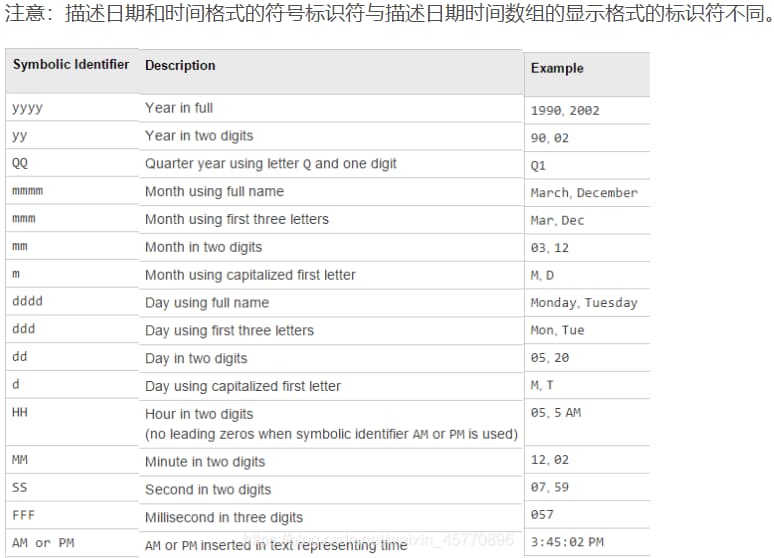 注意：描述日期和时间格式的符号标识符与描述日期时间数组的显示格式的标识符不同。
Symbolic Identifier Description Example
yyyy Year in full 1990, 2002
yy Year in two digits 90, 02
QQ Quarter year using letter Q and one digit Q1
mmmm Month using full name March, December
mmm Month using first three letters Mar, Dec
mm Month in two digits 03, 12
m Month using capitalized first letter M, D
dddd Day using full name Monday, Tuesday
ddd Day using first three letters Mon, Tue
dd Day in two digits 05, 20
d Day using capitalized first letter M, T
HH Hour in two digits 05, 5 AM
(no leading zeros when symbolic identifier AM or PM is used)
MM Minute in two digits 12, 02
SS Second in two digits 07, 59
FFF Millisecond in three digits 057
AM or PM AM or PM inserted in text representing time 3:45:02 PM